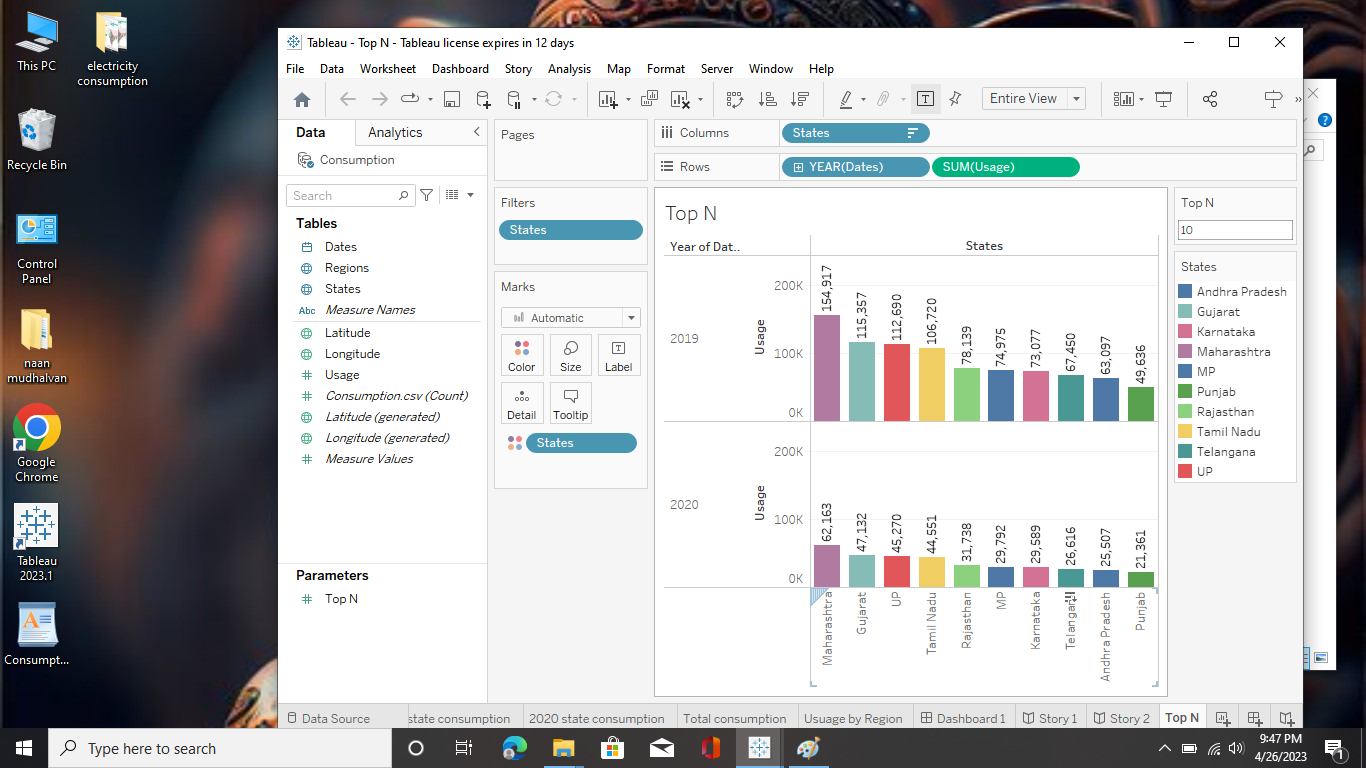 This PC
electricity
consumption
Recycle Bin
Control
Panel
naan
mudhalvan
Google
Chrome
Tableau
2023.1
Consumpt...
Tableau - Top N - Tableau license expires in 12 days
File Data Worksheet Dashboard Story Analysis Map Format Server Window Help
Entire View
Data Analytics
Consumption
Search
Tables
Dates
Regions
States
Abc Measure Names
Latitude
Longitude
Usage
Consumption.csv (Count)
Latitude (generated)
Longitude (generated)
Measure Values
Parameters
Top N
Pages
Filters
States
Marks
Automatic
Color Size Label
Detail Tooltip
States
Columns States
Rows YEAR(Dates) SUM(Usage)
Top N
Year of Dat.. States
2019
Usage
200K
100K
0K
154,917 115,357 112,690 106,720 78,139 74,975 73,077 67,450 63,097 49,636
2020
Usage
200K
100K
0K
62,163 47,132 45,270 44,551 31,738 29,792 29,589 26,616 25,507 21,361
Maharashtra Gujarat UP Tamil Nadu Rajasthan MP Karnataka Andhra Pradesh Punjab
Top N
10
States
Andhra Pradesh
Gujarat
Karnataka
Maharashtra
MP
Punjab
Rajasthan
Tamil Nadu
Telangana
UP
Data Source state consumption 2020 state consumption Total consumption Usuage by Region Dashboard 1 Story 1 Story 2 Top N
Type here to search
9:47 PM
4/26/2023
1